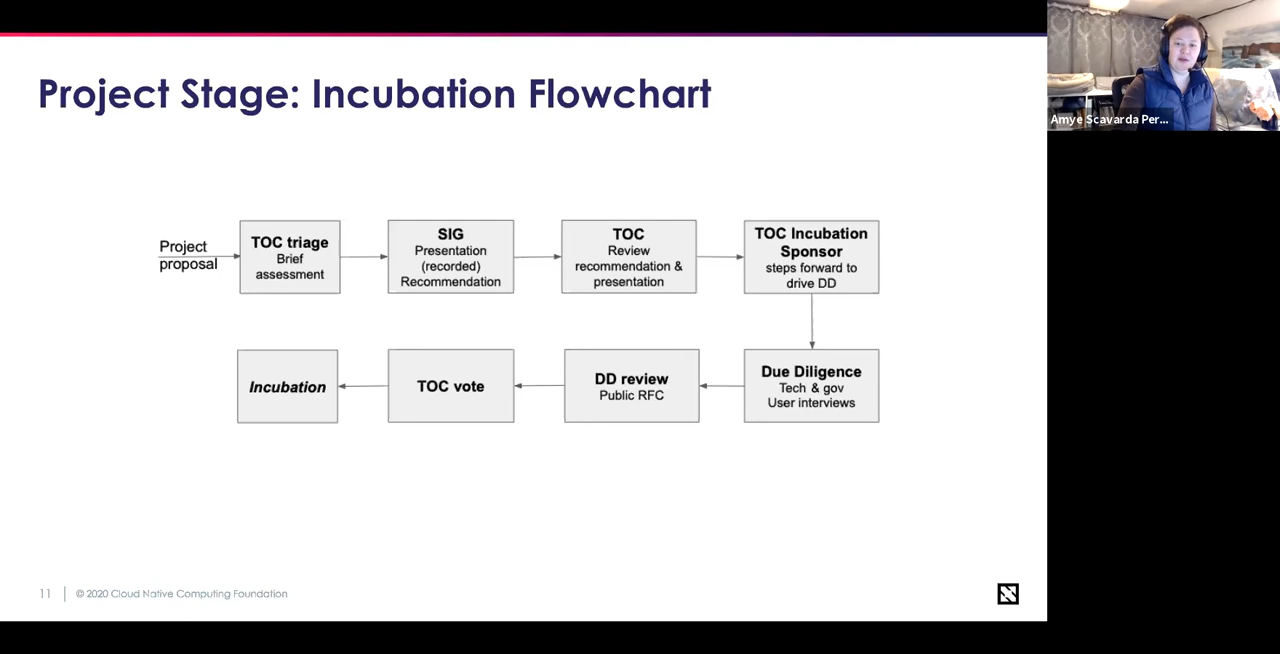 Project Stage: Incubation Flowchart
Amye Scavarda Per...
Project
proposal
TOC triage
Brief
assessment
SIG
Presentation
(recorded)
Recommendation
TOC
Review
recommendation &
presentation
TOC Incubation
Sponsor
steps forward to
drive DD
Due Diligence
Tech & gov
User interviews
DD review
Public RFC
TOC vote
Incubation
11
© 2020 Cloud Native Computing Foundation